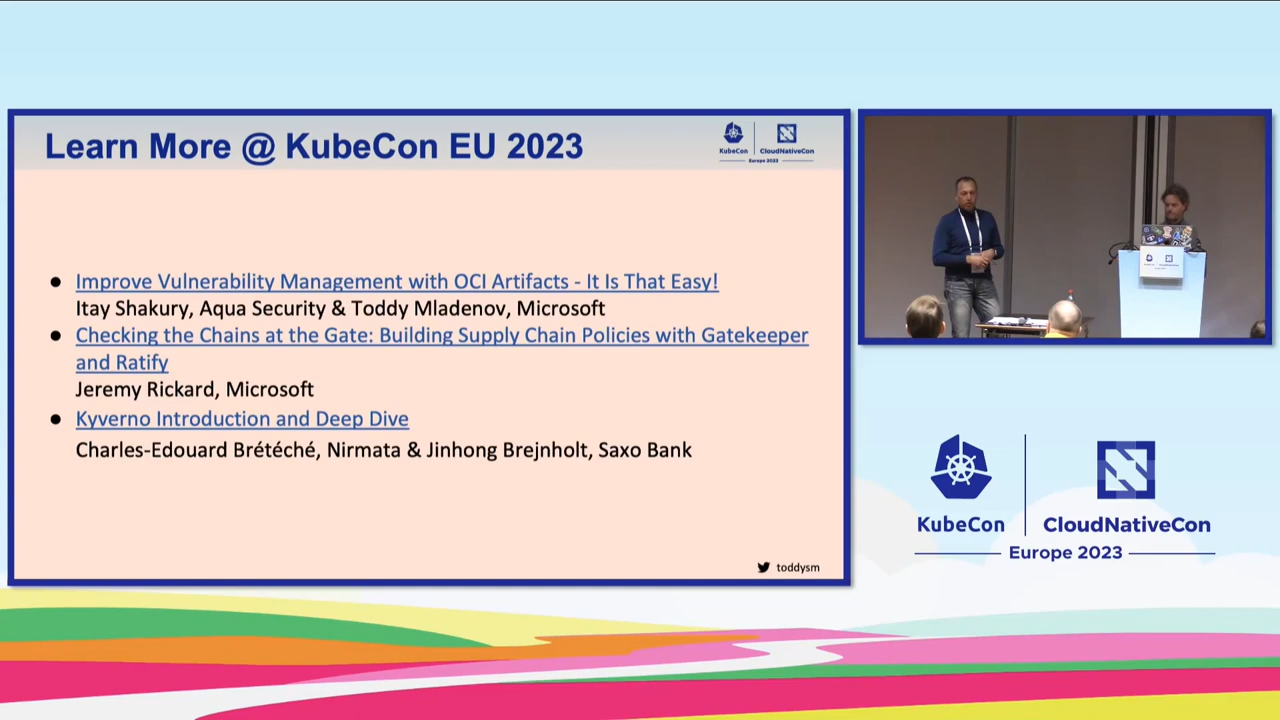 Learn More @ KubeCon EU 2023
KubeCon
CloudNativeCon
Europe 2023
Improve Vulnerability Management with OCI Artifacts - It Is That Easy!
Itay Shakury, Aqua Security & Toddy Mladenov, Microsoft
Checking the Chains at the Gate: Building Supply Chain Policies with Gatekeeper
and Ratify
Jeremy Rickard, Microsoft
Kyverno Introduction and Deep Dive
Charles-Edouard Brétéché, Nirmata & Jinhong Brejnholt, Saxo Bank
toddysm
KubeCon
CloudNativeCon
Europe 2023